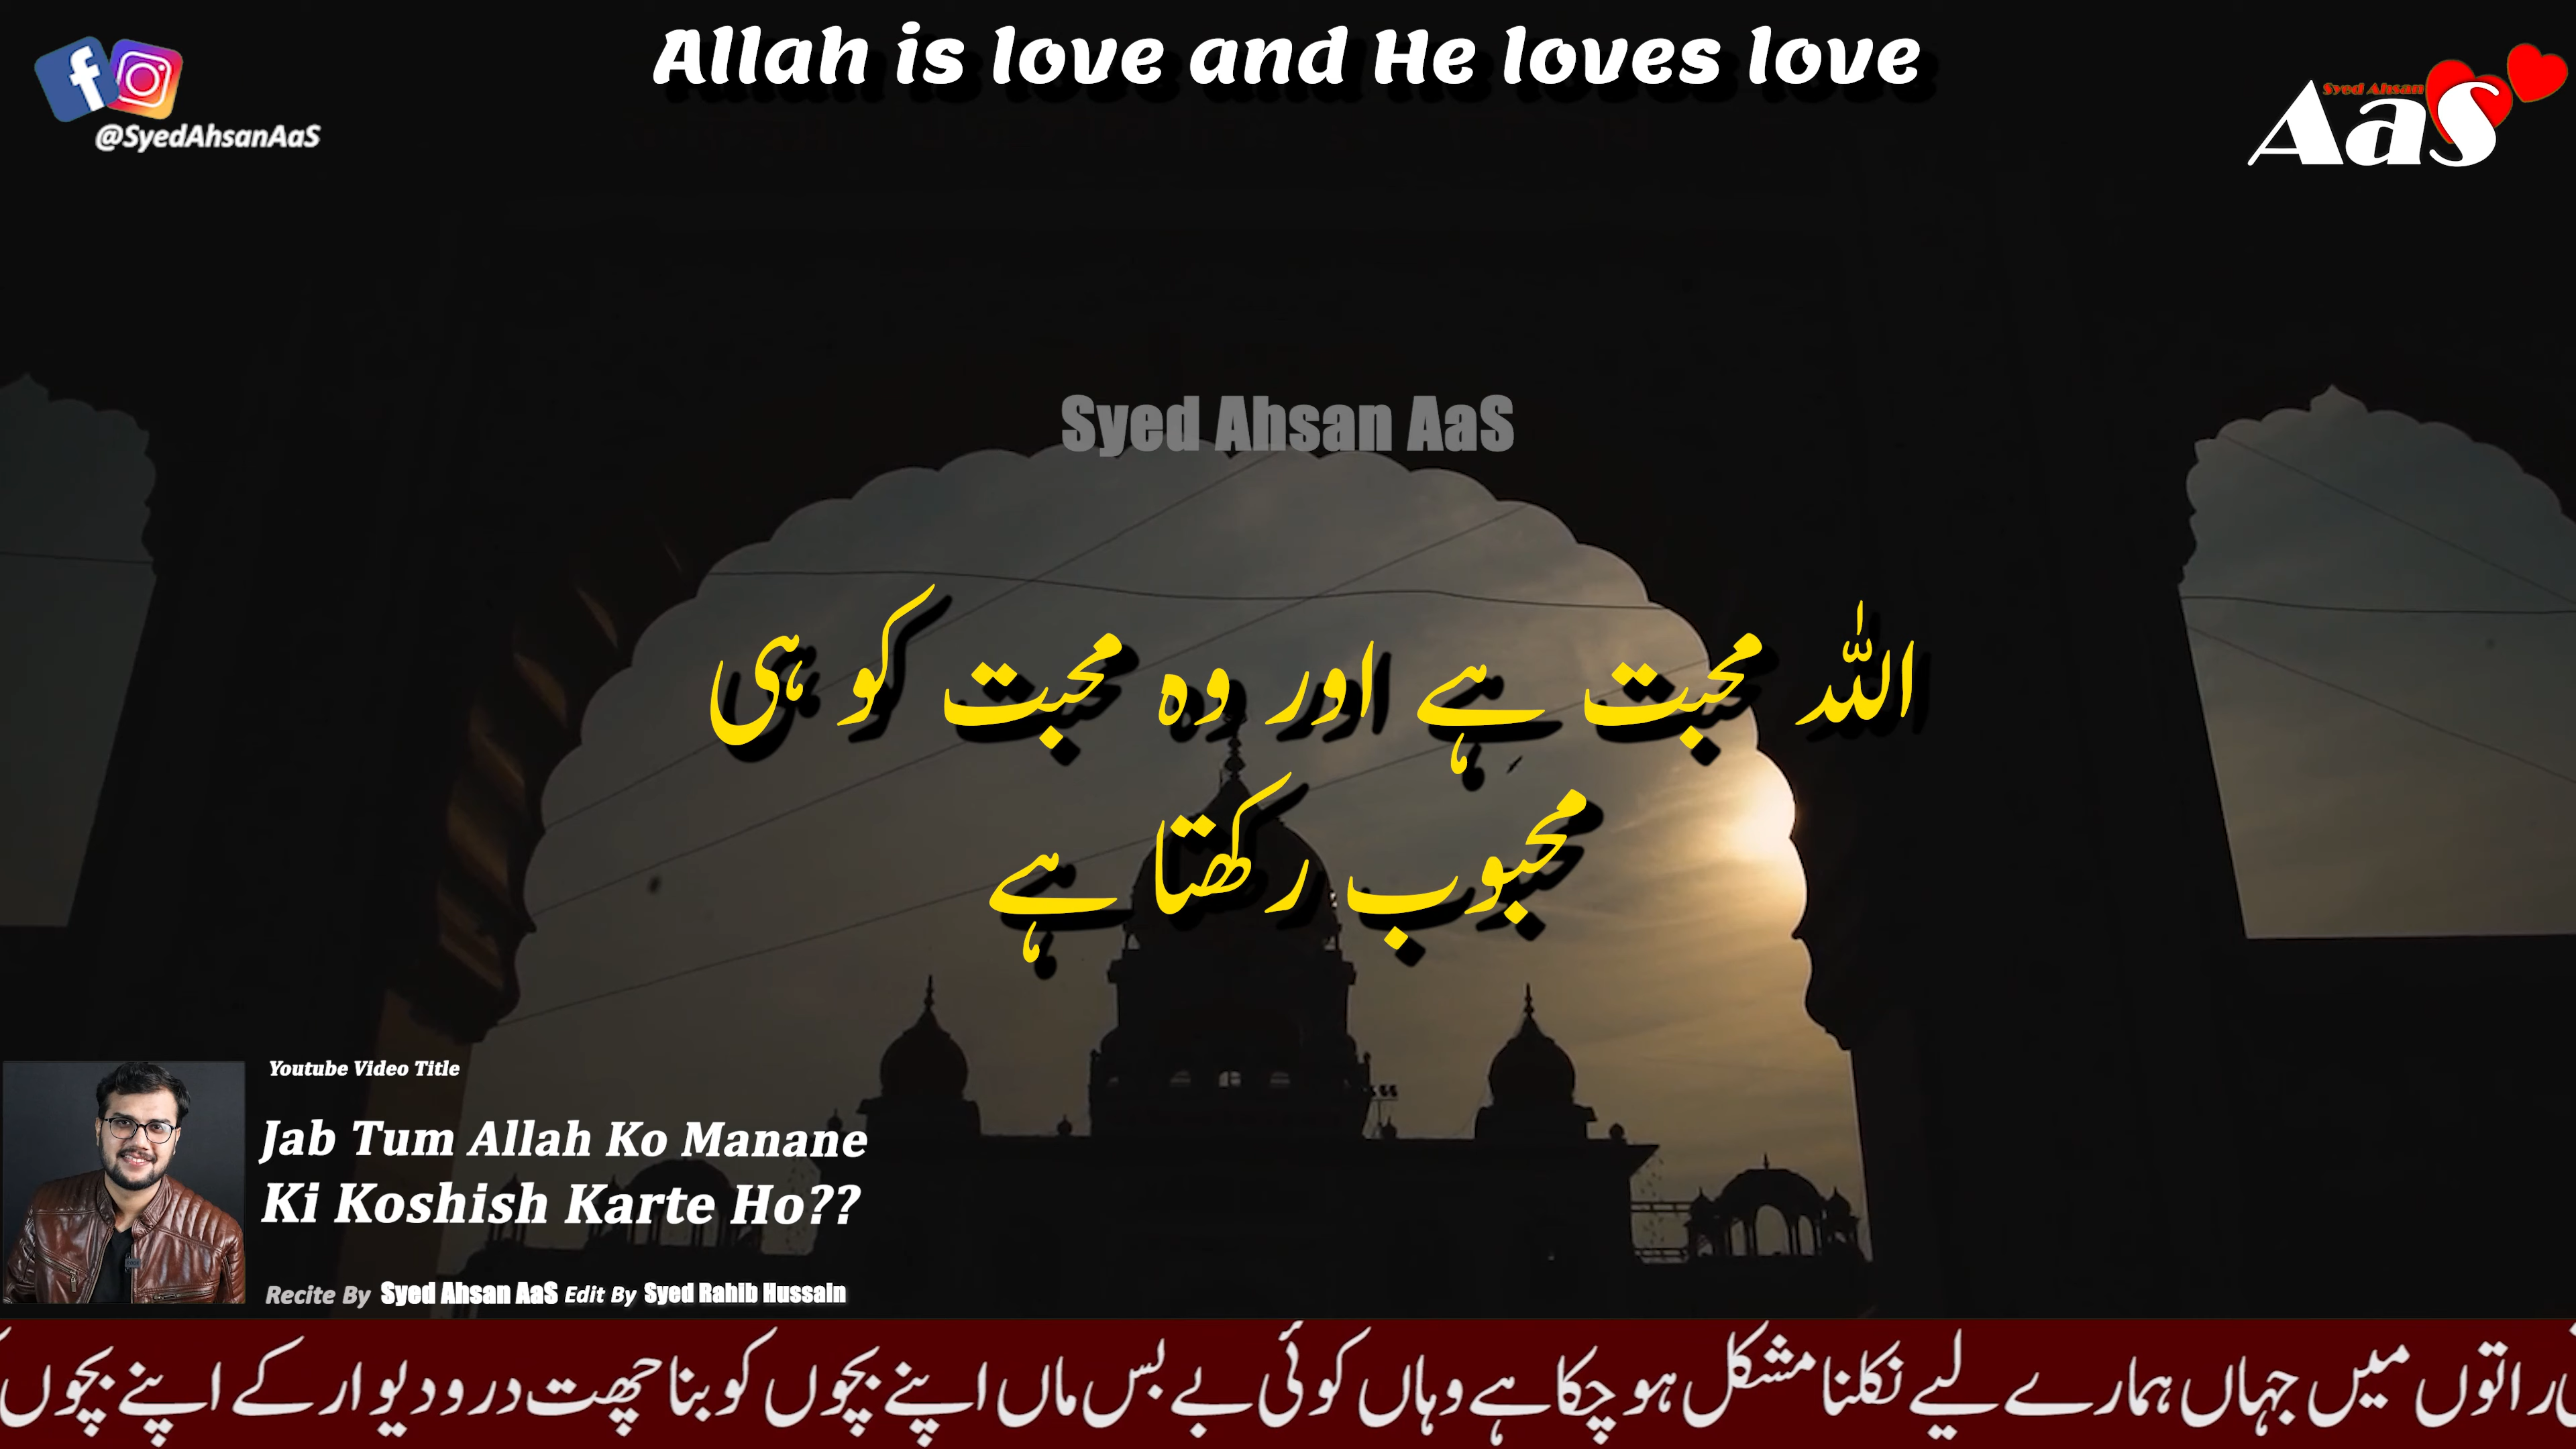 Allah is love and He loves love
@SyedAhsanAaS
Syed Ahsan
AaS
Syed Ahsan AaS
اللہ محبت ہے اور وہ محبت کو ہی
محبوب رکھتا ہے
Youtube Video Title
Jab Tum Allah Ko Manane
Ki Koshish Karte Ho??
Recite By Syed Ahsan AaS Edit By Syed Rahib Hussain
راتوں میں جہاں ہمارے لیے نکلنا مشکل ہو چکا ہے وہاں کوئی بے بس ماں اپنے بچوں کو بنا چھت در و دیوار کے اپنے بچوں